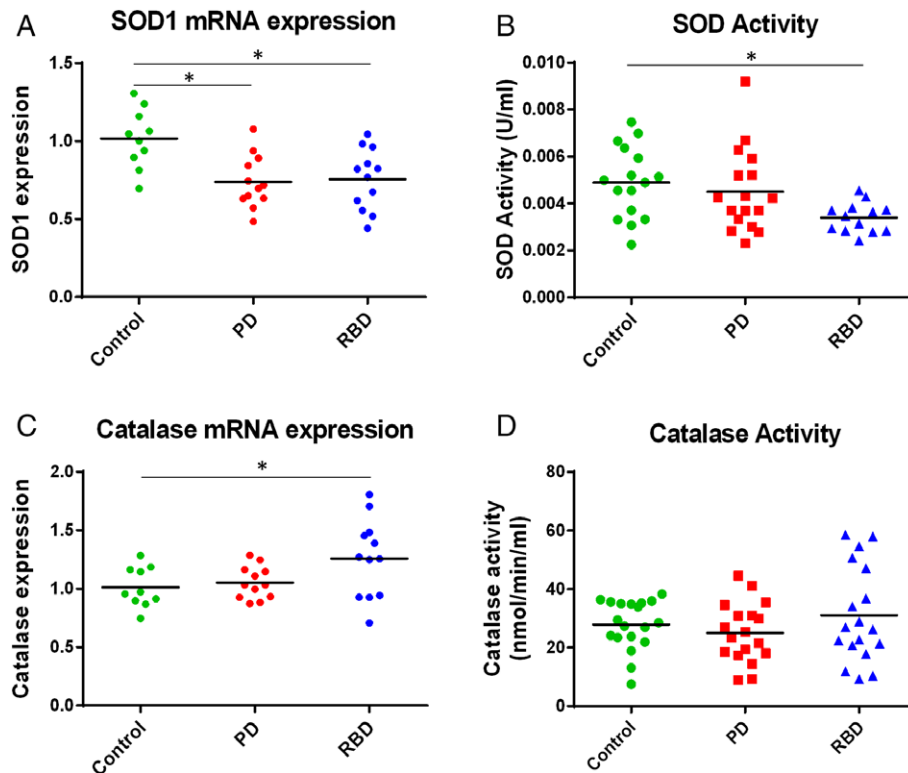 A
SOD1 mRNA expression
*
*
SOD1 expression
1.5
1.0
0.5
0.0
Control
PD
RBD
B
SOD Activity
*
SOD Activity (U/ml)
0.010
0.008
0.006
0.004
0.002
0.000
Control
PD
RBD
C
Catalase mRNA expression
*
Catalase expression
2.0
1.5
1.0
0.5
0.0
Control
PD
RBD
D
Catalase Activity
Catalase activity
(nmol/min/ml)
80
60
40
20
0
Control
PD
RBD